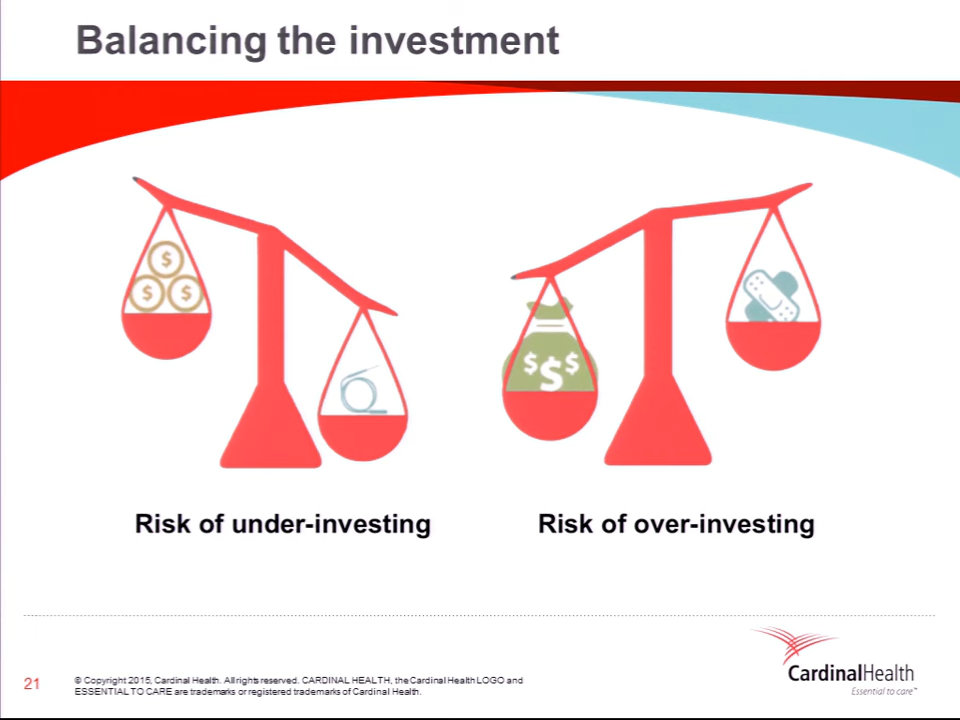 Balancing the investment
$
$ $
$ $ $
Risk of under-investing
Risk of over-investing
CardinalHealth
Essential to care™
21
© Copyright 2015, Cardinal Health. All rights reserved. CARDINAL HEALTH, the Cardinal Health LOGO and
ESSENTIAL TO CARE are trademarks or registered trademarks of Cardinal Health.